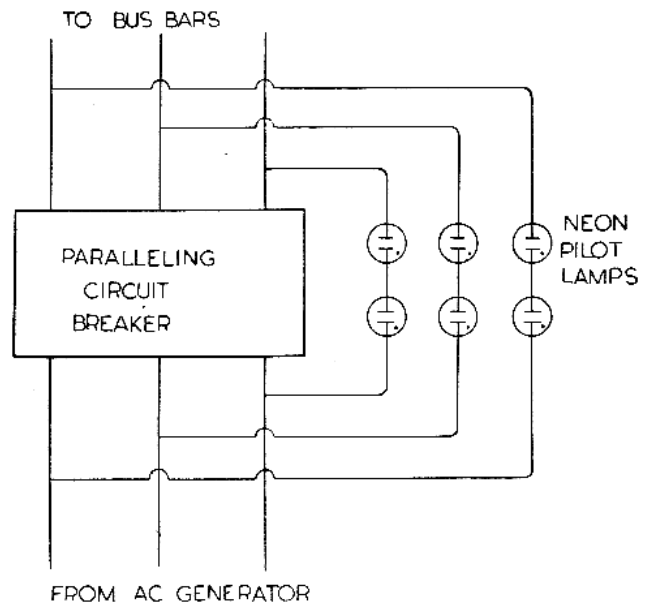 TO BUS BARS
PARALLELING
CIRCUIT
BREAKER
NEON
PILOT
LAMPS
FROM AC GENERATOR